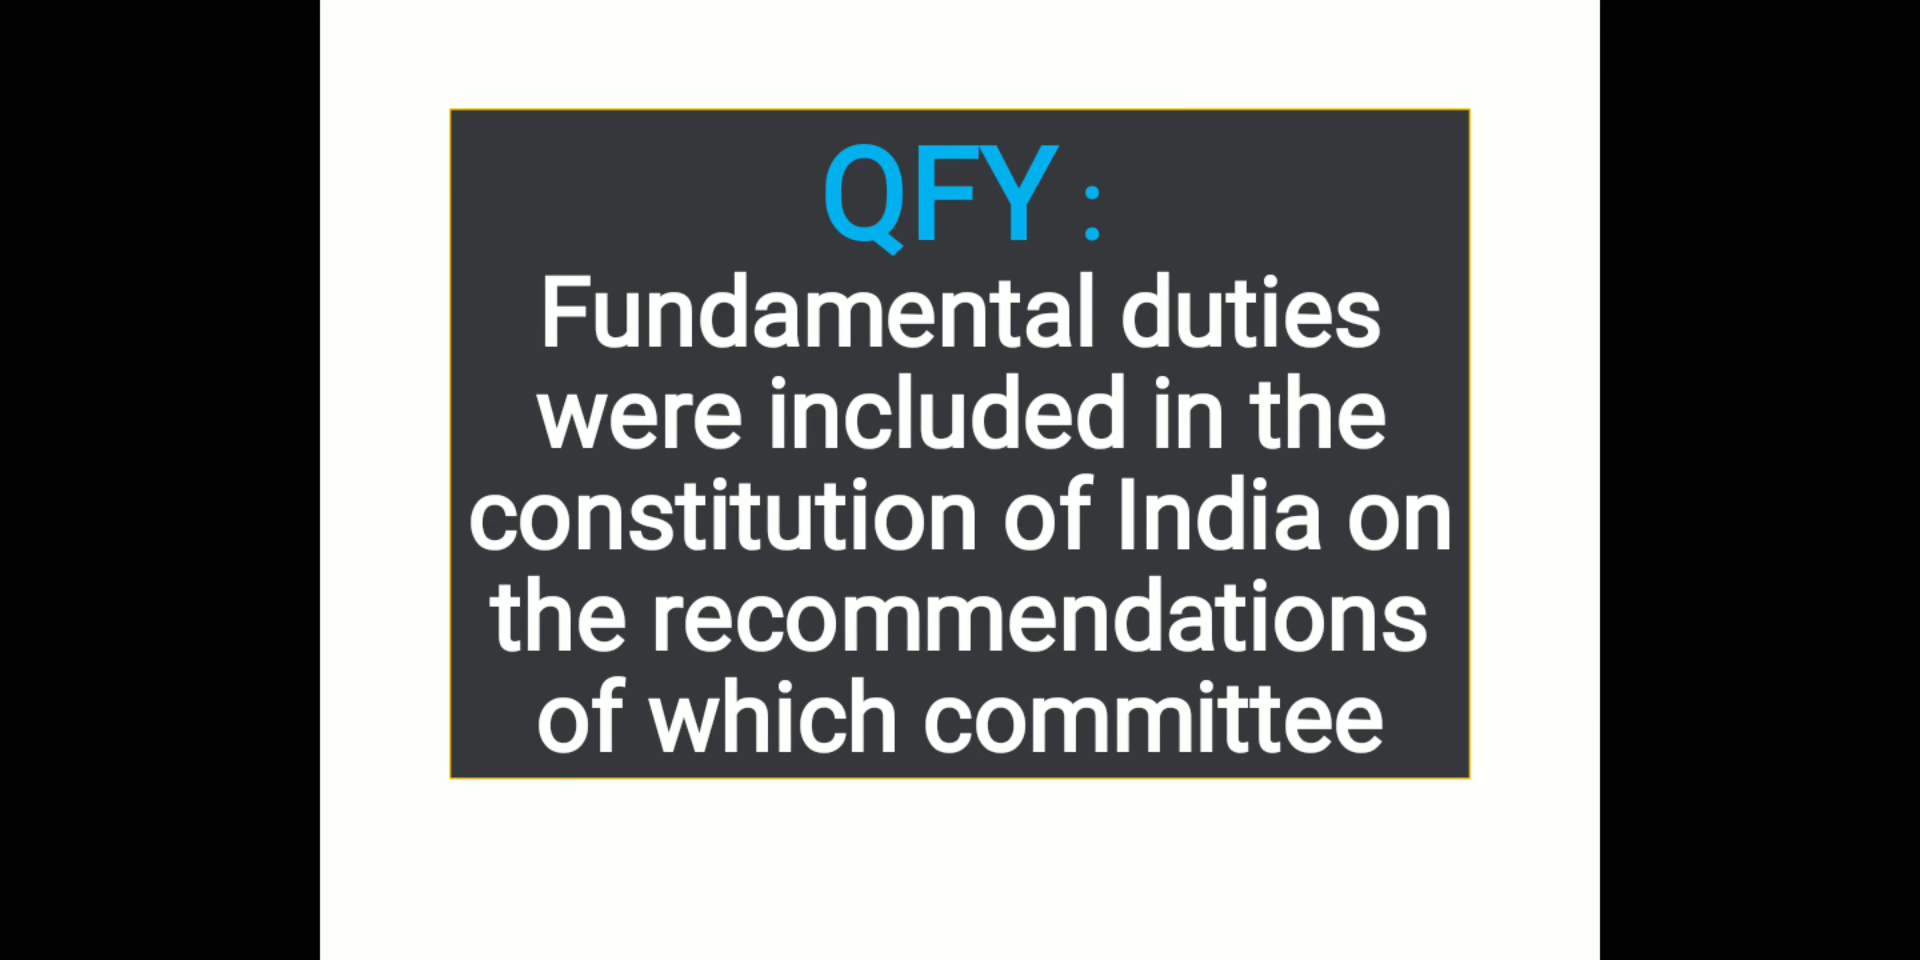 QFY :
Fundamental duties
were included in the
constitution of India on
the recommendations
of which committee